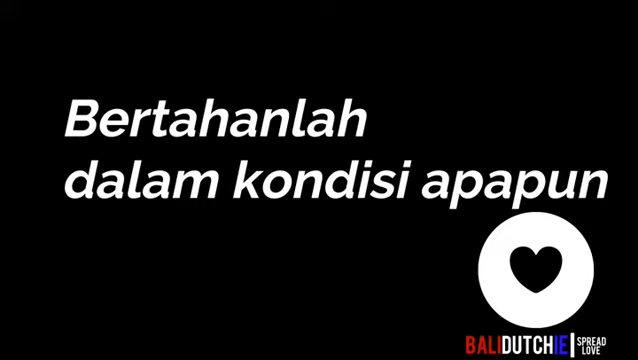 Bertahanlah
dalam kondisi apapun
BALIDUTCHIE
SPREAD
LOVE